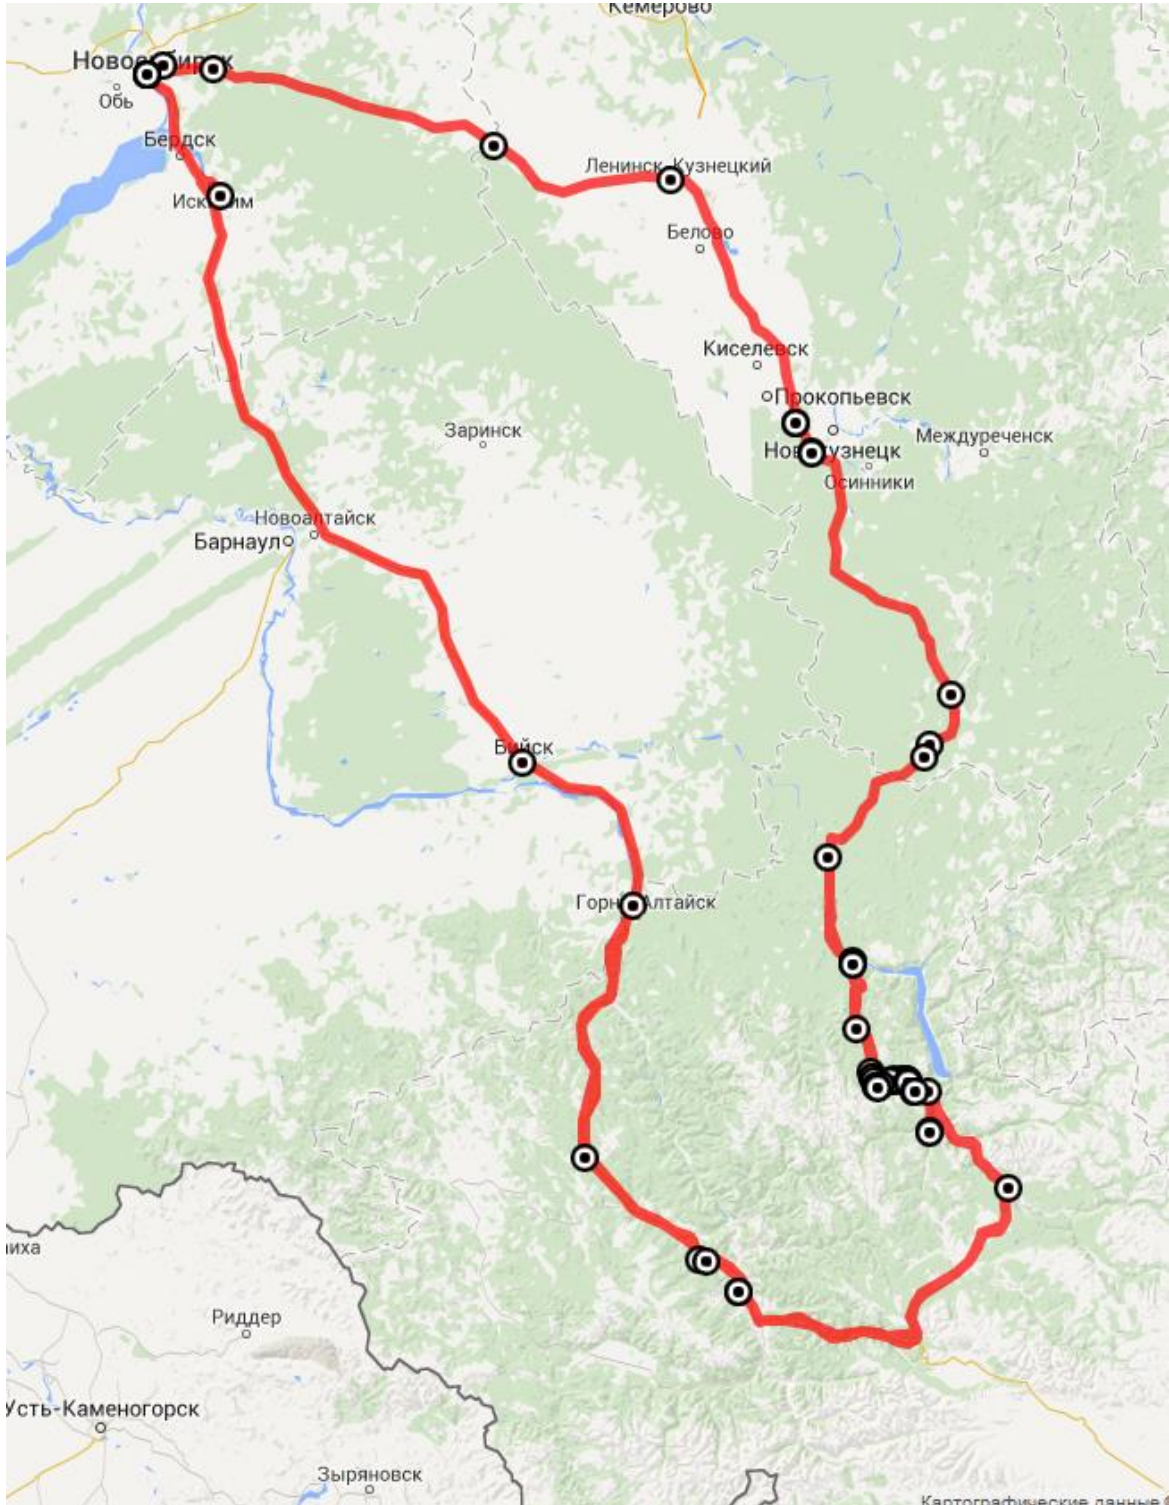 Кемерово
Новосибирск
Обь
Бердск
Ленинск-Кузнецкий
Искитим
Белово
Киселевск
Прокопьевск
Заринск
Междуреченск
Новокузнецк
Осинники
Новоалтайск
Барнаул
Бийск
Горно-Алтайск
иха
Риддер
Усть-Каменогорск
Зыряновск
Картографические данные